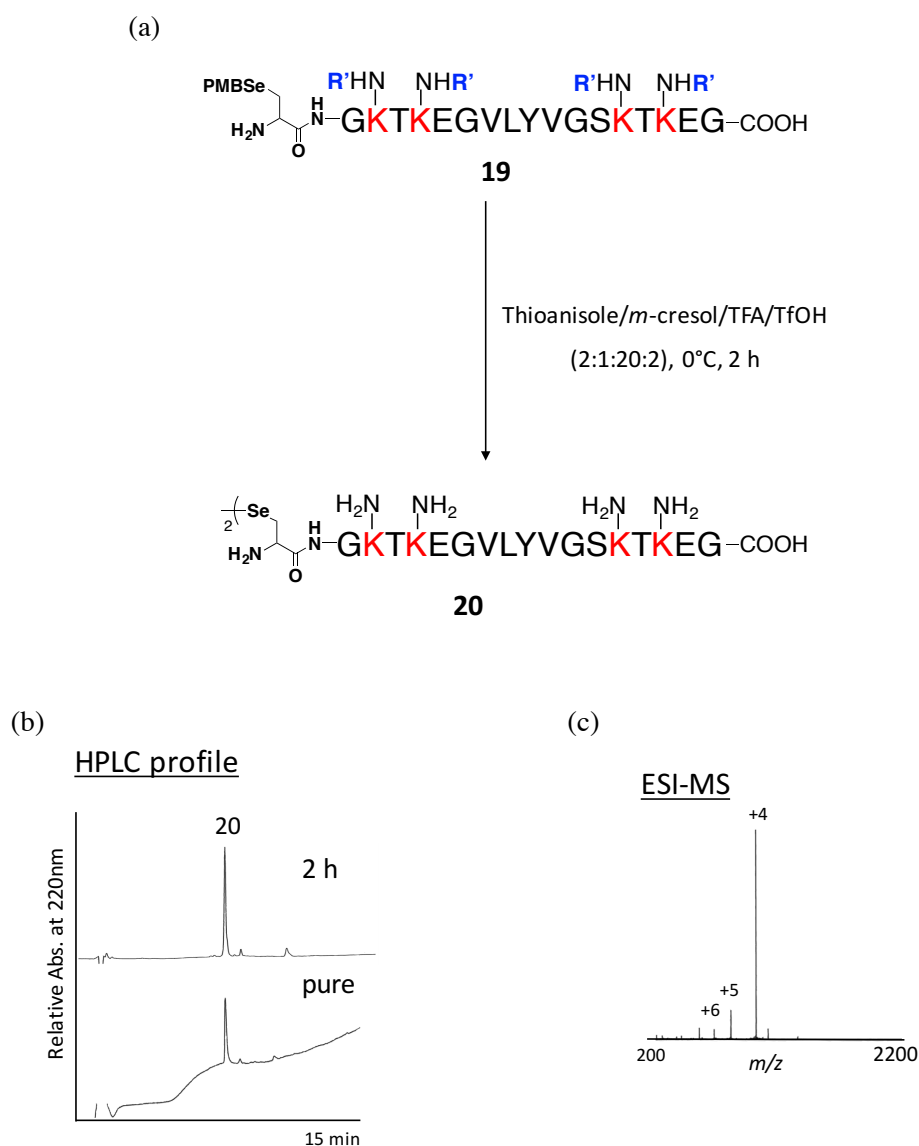 (a)
PMBSe
R'HN NHR' R'HN NHR'
H₂N
O
H
N
GKTKEGVLYVGSKTKEG-COOH
19
Thioanisole/m-cresol/TFA/TfOH
(2:1:20:2), 0°C, 2 h
H₂N NH₂ H₂N NH₂
2(Se
H₂N
O
H
N
GKTKEGVLYVGSKTKEG-COOH
20
(b)
HPLC profile
Relative Abs. at 220nm
20
2 h
pure
15 min
(c)
ESI-MS
+4
+5
+6
200
m/z
2200